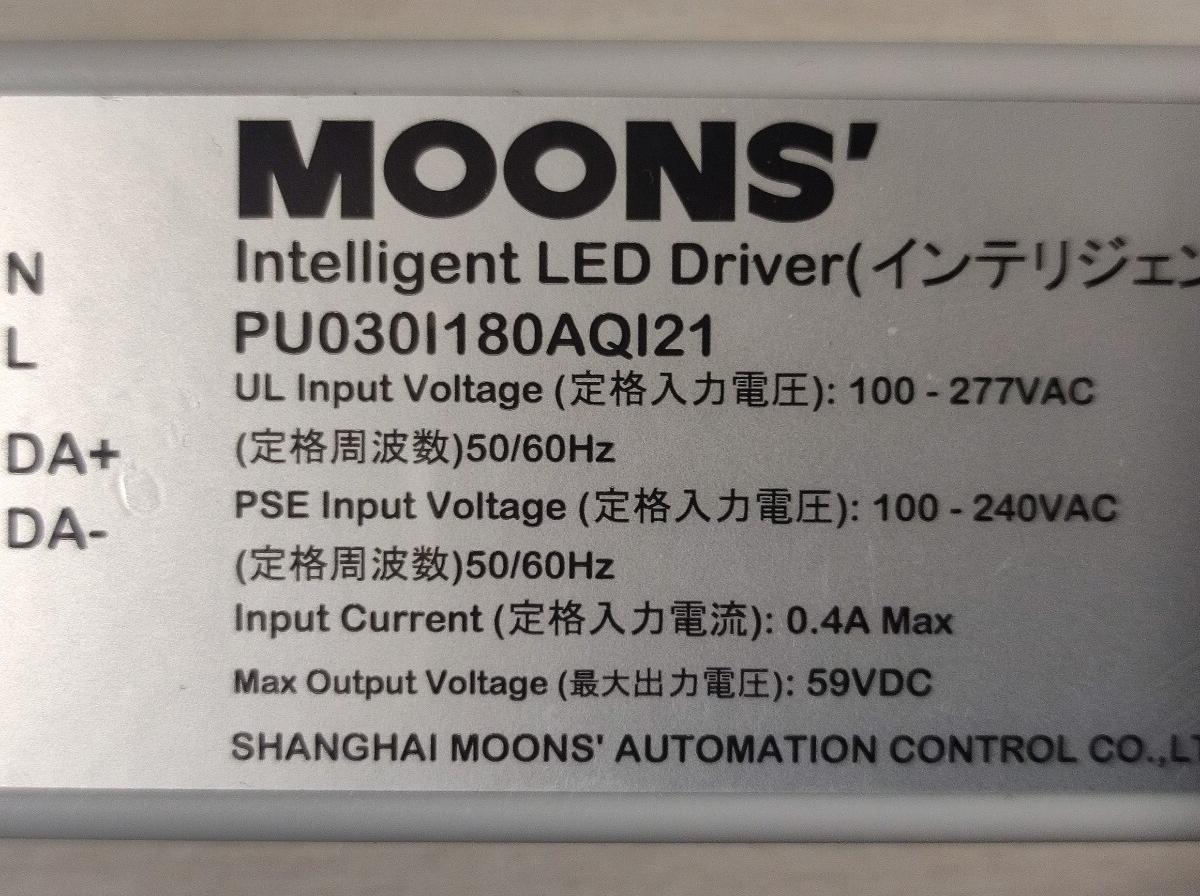 MOONS'
Intelligent LED Driver(インテリジェン
N
PU030I180AQI21
L
UL Input Voltage (定格入力電圧): 100 - 277VAC
(定格周波数)50/60Hz
DA+
PSE Input Voltage (定格入力電圧): 100 - 240VAC
DA-
(定格周波数)50/60Hz
Input Current (定格入力電流): 0.4A Max
Max Output Voltage (最大出力電圧): 59VDC
SHANGHAI MOONS' AUTOMATION CONTROL CO.,LT